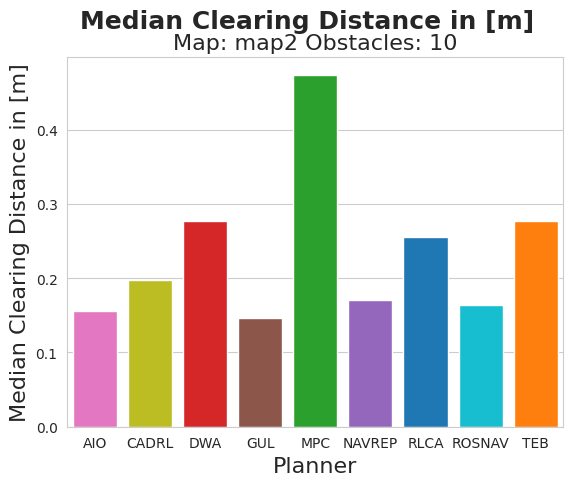 Median Clearing Distance in [m]
Map: map2 Obstacles: 10
Median Clearing Distance in [m]
0.4
0.3
0.2
0.1
0.0
AIO CADRL DWA GUL MPC NAVREP RLCA ROSNAV TEB
Planner